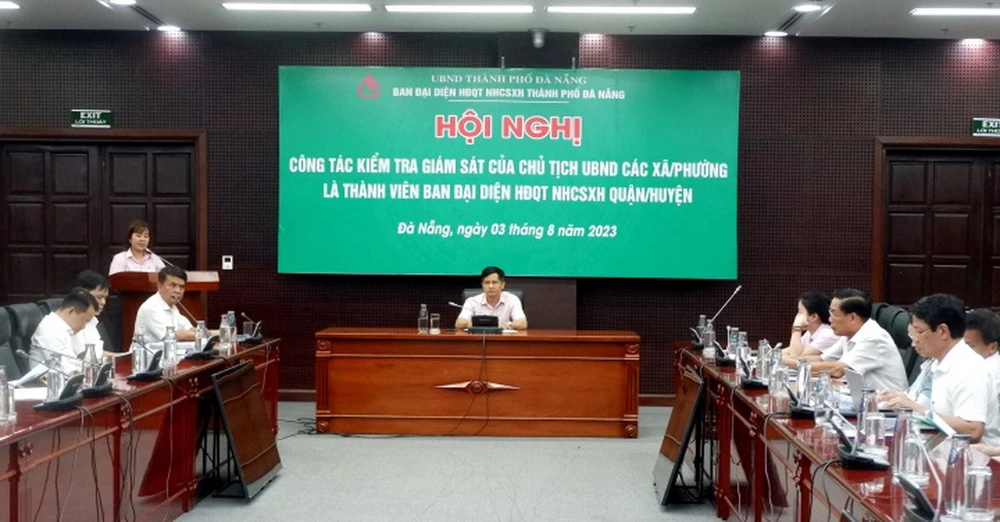 UBND THÀNH PHỐ ĐÀ NẴNG
BAN ĐẠI DIỆN HĐQT NHCSXH THÀNH PHỐ ĐÀ NẴNG
HỘI NGHỊ
CÔNG TÁC KIỂM TRA GIÁM SÁT CỦA CHỦ TỊCH UBND CÁC XÃ/PHƯỜNG
LÀ THÀNH VIÊN BAN ĐẠI DIỆN HĐQT NHCSXH QUẬN/HUYỆN
Đà Nẵng, ngày 03 tháng 8 năm 2023
EXIT
LỐI THOÁT
EXIT